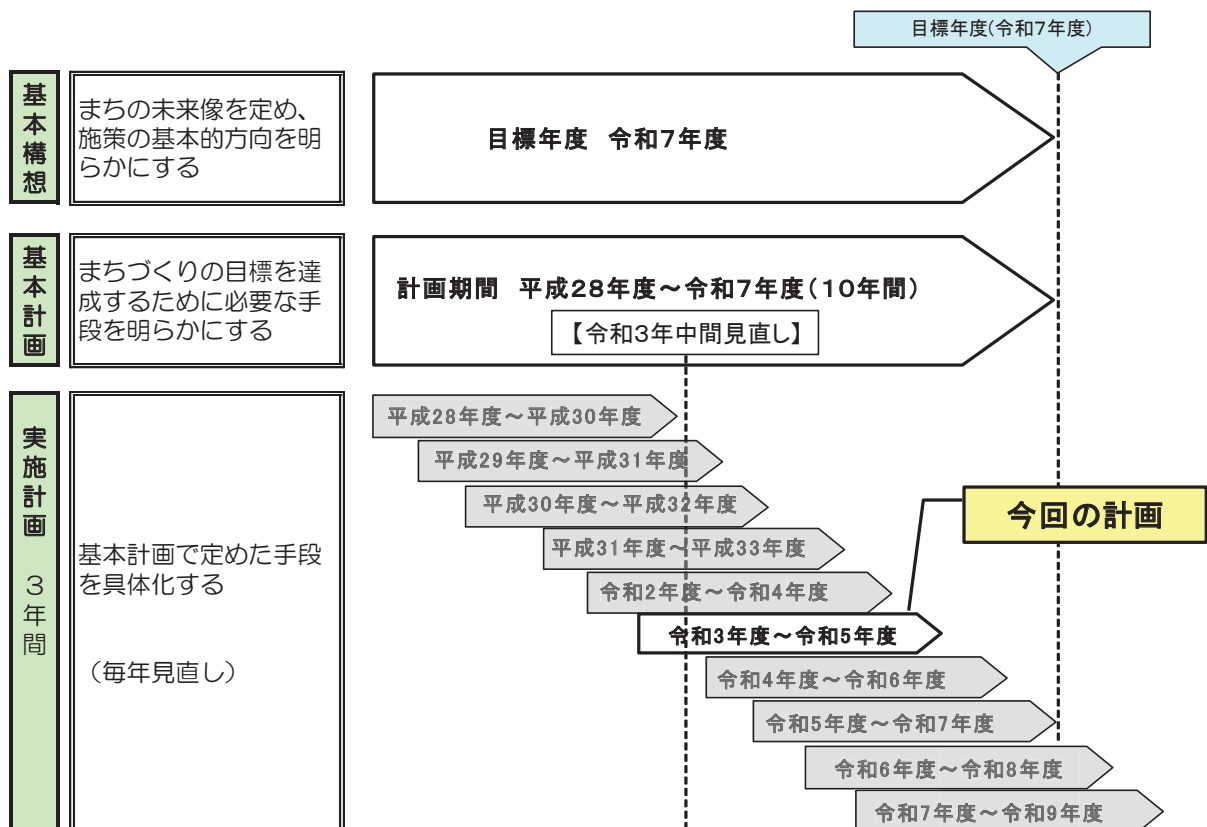 目標年度(令和7年度)
基本構想
まちの未来像を定め、
施策の基本的方向を明
らかにする
目標年度 令和7年度
基本計画
まちづくりの目標を達
成するために必要な手
段を明らかにする
計画期間 平成28年度～令和7年度(10年間)
【令和3年中間見直し】
実施計画 3年間
基本計画で定めた手段
を具体化する
（毎年見直し）
平成28年度～平成30年度
平成29年度～平成31年度
平成30年度～平成32年度
今回の計画
平成31年度～平成33年度
令和2年度～令和4年度
令和3年度～令和5年度
令和4年度～令和6年度
令和5年度～令和7年度
令和6年度～令和8年度
令和7年度～令和9年度